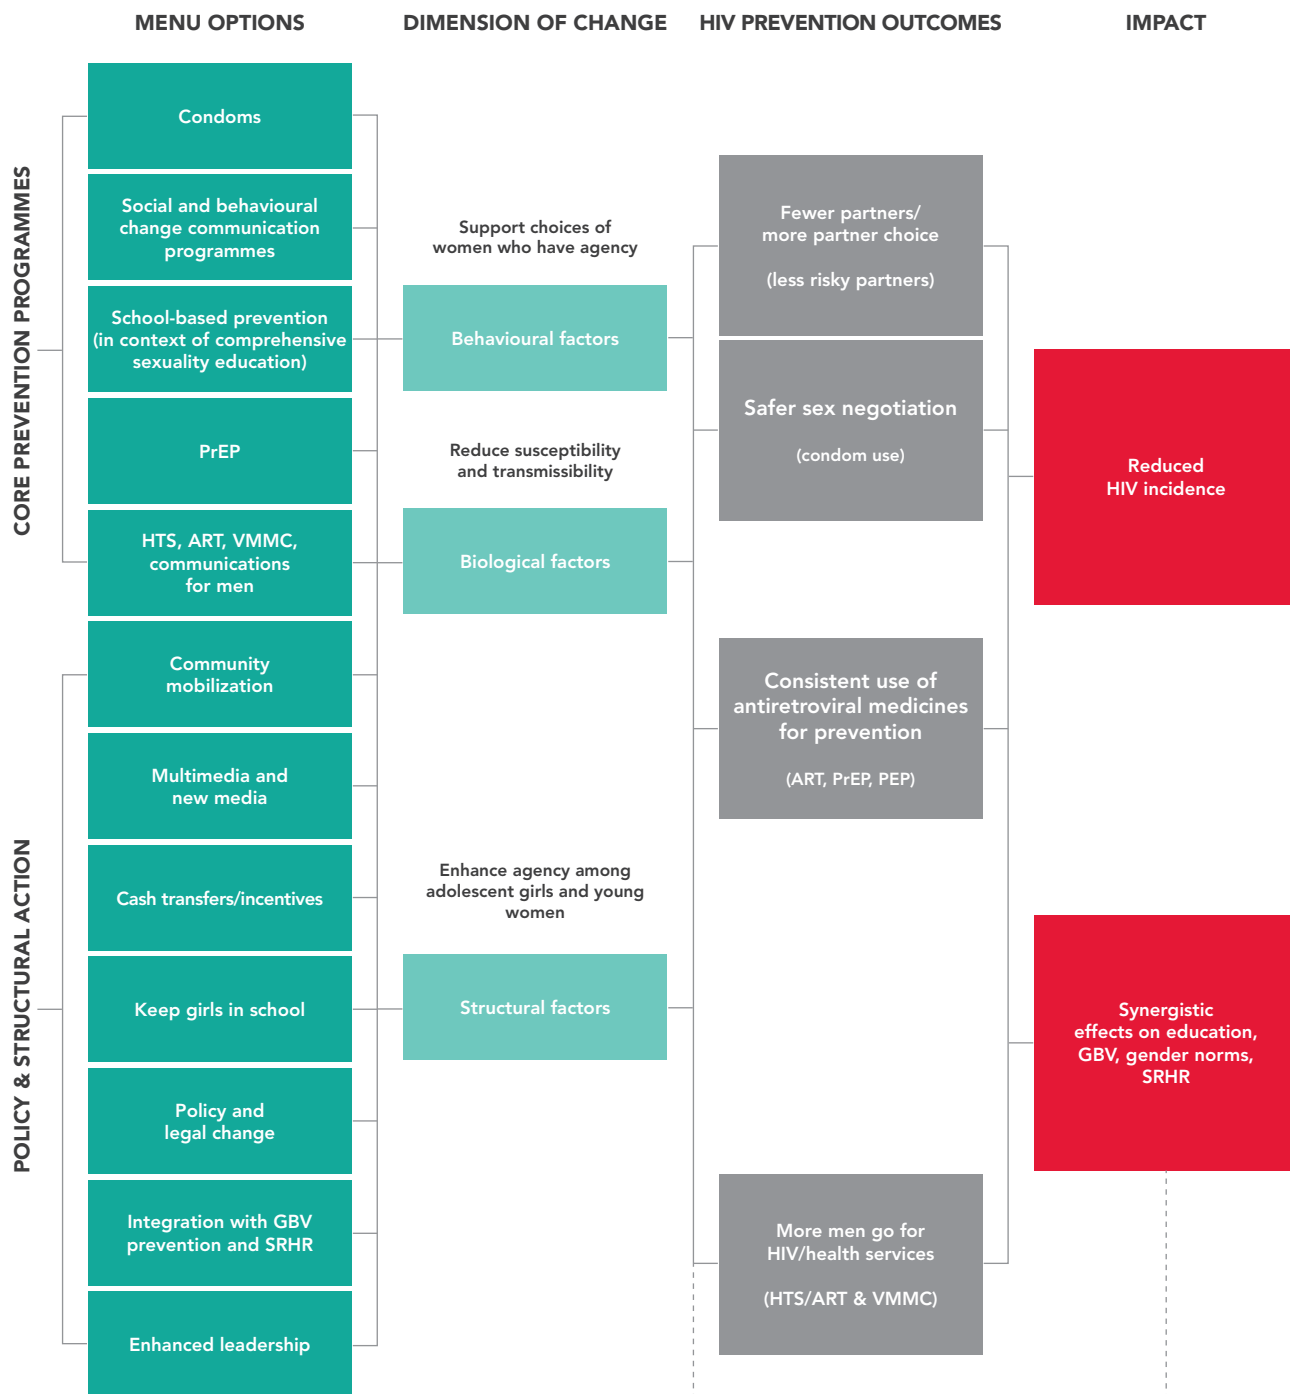 MENU OPTIONS
DIMENSION OF CHANGE
HIV PREVENTION OUTCOMES
IMPACT
CORE PREVENTION PROGRAMMES
Condoms
Social and behavioural
change communication
programmes
School-based prevention
(in context of comprehensive
sexuality education)
PrEP
HTS, ART, VMMC,
communications
for men
POLICY & STRUCTURAL ACTION
Community
mobilization
Multimedia and
new media
Cash transfers/incentives
Keep girls in school
Policy and
legal change
Integration with GBV
prevention and SRHR
Enhanced leadership
Support choices of
women who have agency
Behavioural factors
Reduce susceptibility
and transmissibility
Biological factors
Enhance agency among
adolescent girls and young
women
Structural factors
Fewer partners/
more partner choice
(less risky partners)
Safer sex negotiation
(condom use)
Consistent use of
antiretroviral medicines
for prevention
(ART, PrEP, PEP)
More men go for
HIV/health services
(HTS/ART & VMMC)
Reduced
HIV incidence
Synergistic
effects on education,
GBV, gender norms,
SRHR